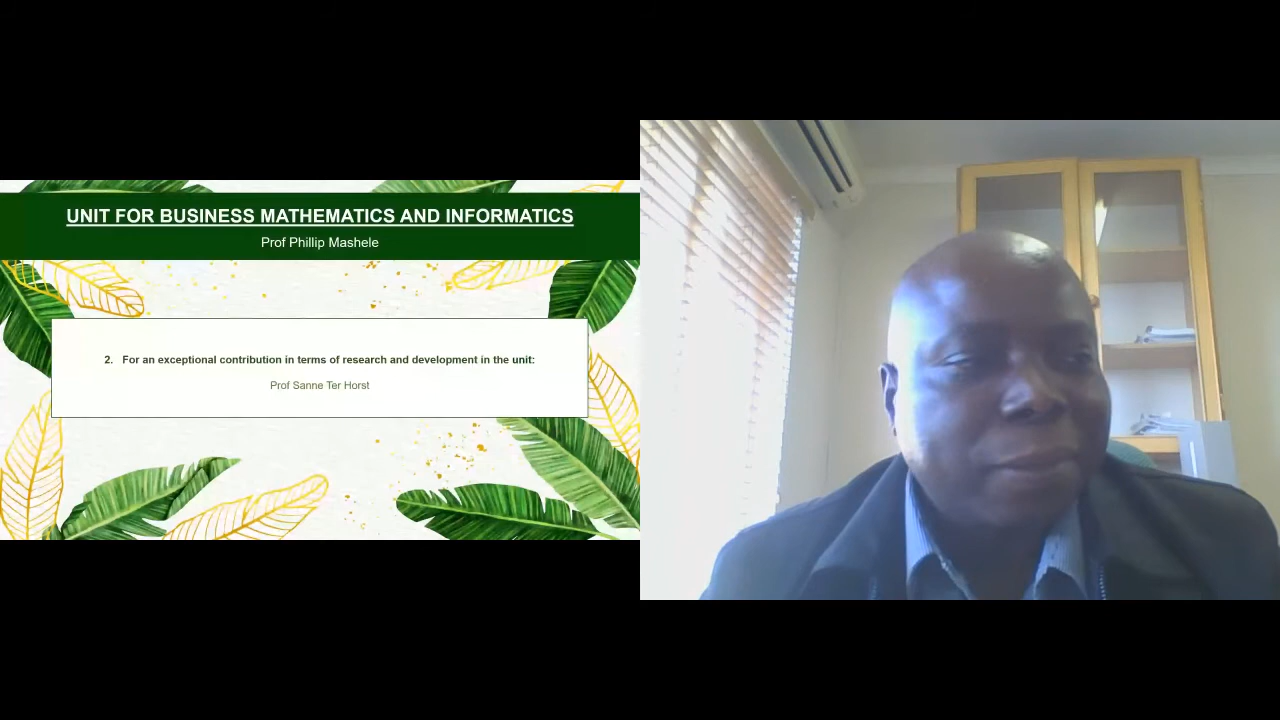 UNIT FOR BUSINESS MATHEMATICS AND INFORMATICS
Prof Phillip Mashele
2. For an exceptional contribution in terms of research and development in the unit:
Prof Sanne Ter Horst